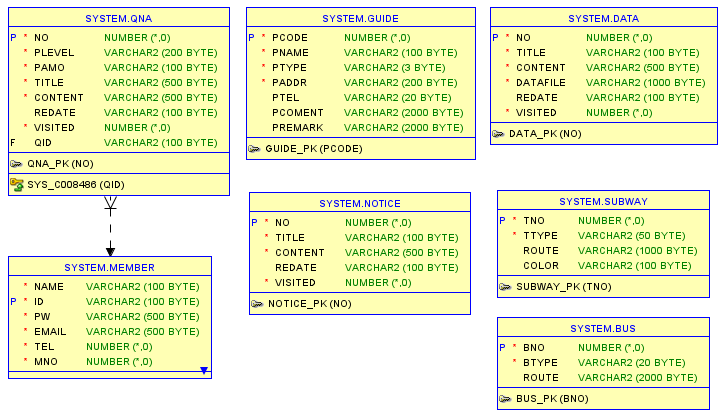 SYSTEM.QNA
P * NO NUMBER (*,0)
* PLEVEL VARCHAR2 (200 BYTE)
* PAMO VARCHAR2 (100 BYTE)
* TITLE VARCHAR2 (500 BYTE)
* CONTENT VARCHAR2 (500 BYTE)
REDATE VARCHAR2 (100 BYTE)
* VISITED NUMBER (*,0)
F QID VARCHAR2 (100 BYTE)
QNA_PK (NO)
SYS_C008486 (QID)
SYSTEM.MEMBER
* NAME VARCHAR2 (100 BYTE)
P * ID VARCHAR2 (100 BYTE)
* PW VARCHAR2 (500 BYTE)
* EMAIL VARCHAR2 (500 BYTE)
* TEL NUMBER (*,0)
* MNO NUMBER (*,0)
SYSTEM.GUIDE
P * PCODE NUMBER (*,0)
* PNAME VARCHAR2 (100 BYTE)
* PTYPE VARCHAR2 (3 BYTE)
* PADDR VARCHAR2 (200 BYTE)
PTEL VARCHAR2 (20 BYTE)
PCOMENT VARCHAR2 (2000 BYTE)
PREMARK VARCHAR2 (2000 BYTE)
GUIDE_PK (PCODE)
SYSTEM.NOTICE
P * NO NUMBER (*,0)
* TITLE VARCHAR2 (100 BYTE)
* CONTENT VARCHAR2 (500 BYTE)
REDATE VARCHAR2 (100 BYTE)
* VISITED NUMBER (*,0)
NOTICE_PK (NO)
SYSTEM.DATA
P * NO NUMBER (*,0)
* TITLE VARCHAR2 (100 BYTE)
* CONTENT VARCHAR2 (500 BYTE)
* DATAFILE VARCHAR2 (1000 BYTE)
REDATE VARCHAR2 (100 BYTE)
* VISITED NUMBER (*,0)
DATA_PK (NO)
SYSTEM.SUBWAY
P * TNO NUMBER (*,0)
* TTYPE VARCHAR2 (50 BYTE)
ROUTE VARCHAR2 (1000 BYTE)
COLOR VARCHAR2 (100 BYTE)
SUBWAY_PK (TNO)
SYSTEM.BUS
P * BNO NUMBER (*,0)
* BTYPE VARCHAR2 (20 BYTE)
ROUTE VARCHAR2 (2000 BYTE)
BUS_PK (BNO)